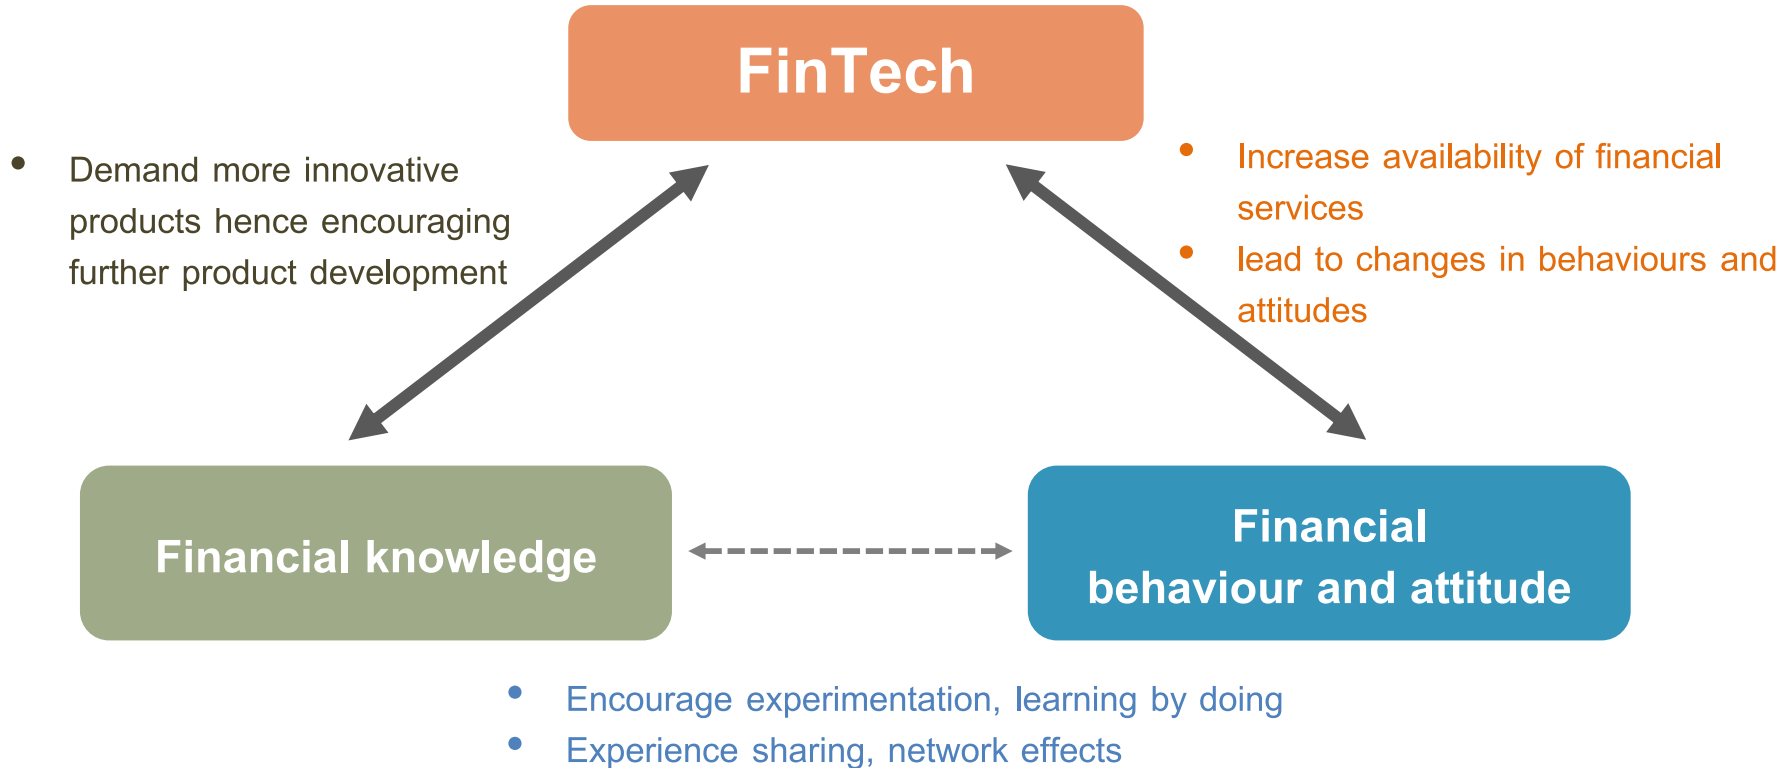 FinTech
• Demand more innovative
products hence encouraging
further product development
• Increase availability of financial
services
• lead to changes in behaviours and
attitudes
Financial knowledge
Financial
behaviour and attitude
• Encourage experimentation, learning by doing
• Experience sharing, network effects